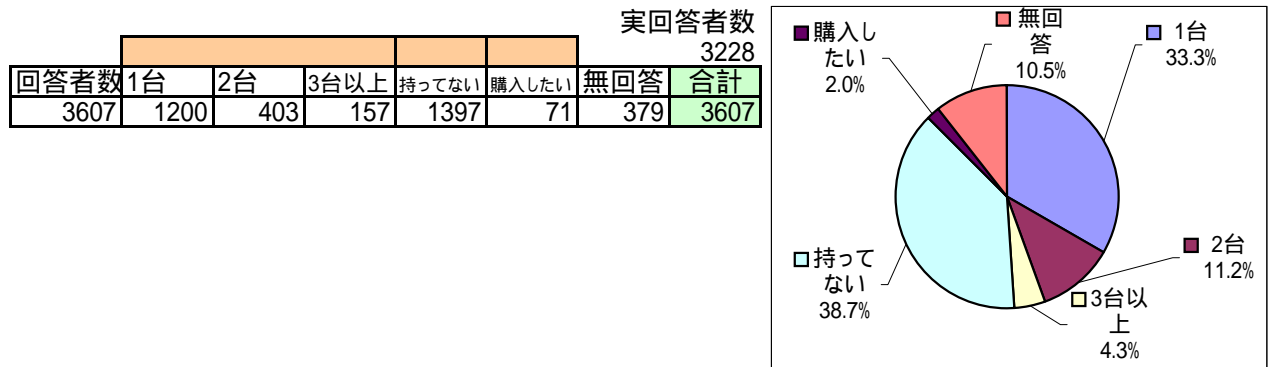 実回答者数
3228
回答者数 1台 2台 3台以上 持ってない 購入したい 無回答 合計
3607 1200 403 157 1397 71 379 3607
購入し
たい
2.0%
無回
答
10.5%
1台
33.3%
持って
ない
38.7%
2台
11.2%
3台以
上
4.3%